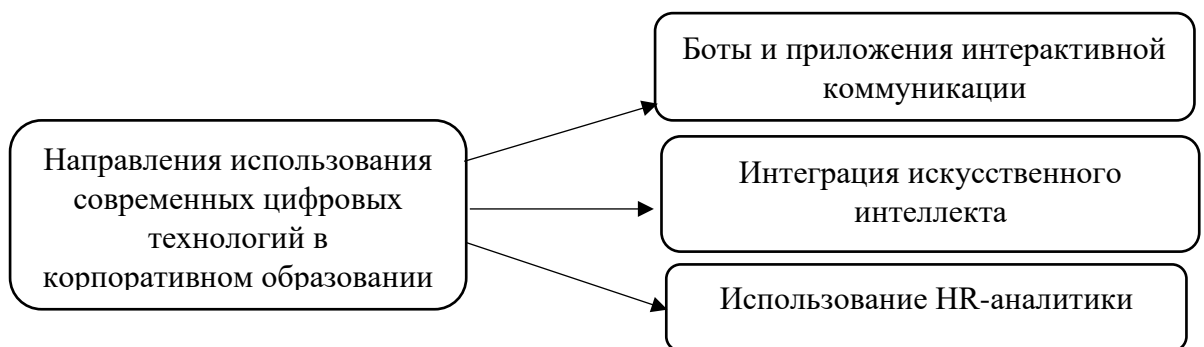 Боты и приложения интерактивной
коммуникации
Направления использования
современных цифровых
технологий в
корпоративном образовании
Интеграция искусственного
интеллекта
Использование HR-аналитики